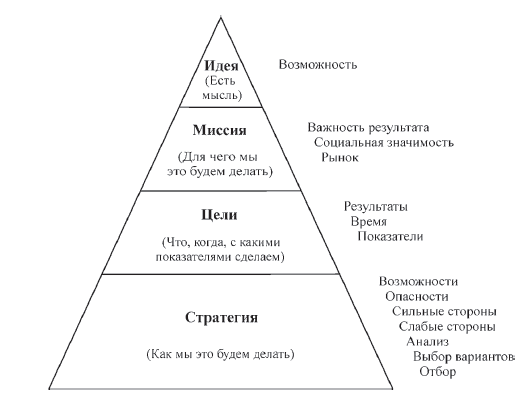 Идея
(Есть
мысль)
Возможность
Миссия
(Для чего мы
это будем делать)
Важность результата
Социальная значимость
Рынок
Цели
(Что, когда, с какими
показателями сделаем)
Результаты
Время
Показатели
Стратегия
(Как мы это будем делать)
Возможности
Опасности
Сильные стороны
Слабые стороны
Анализ
Выбор вариантов
Отбор